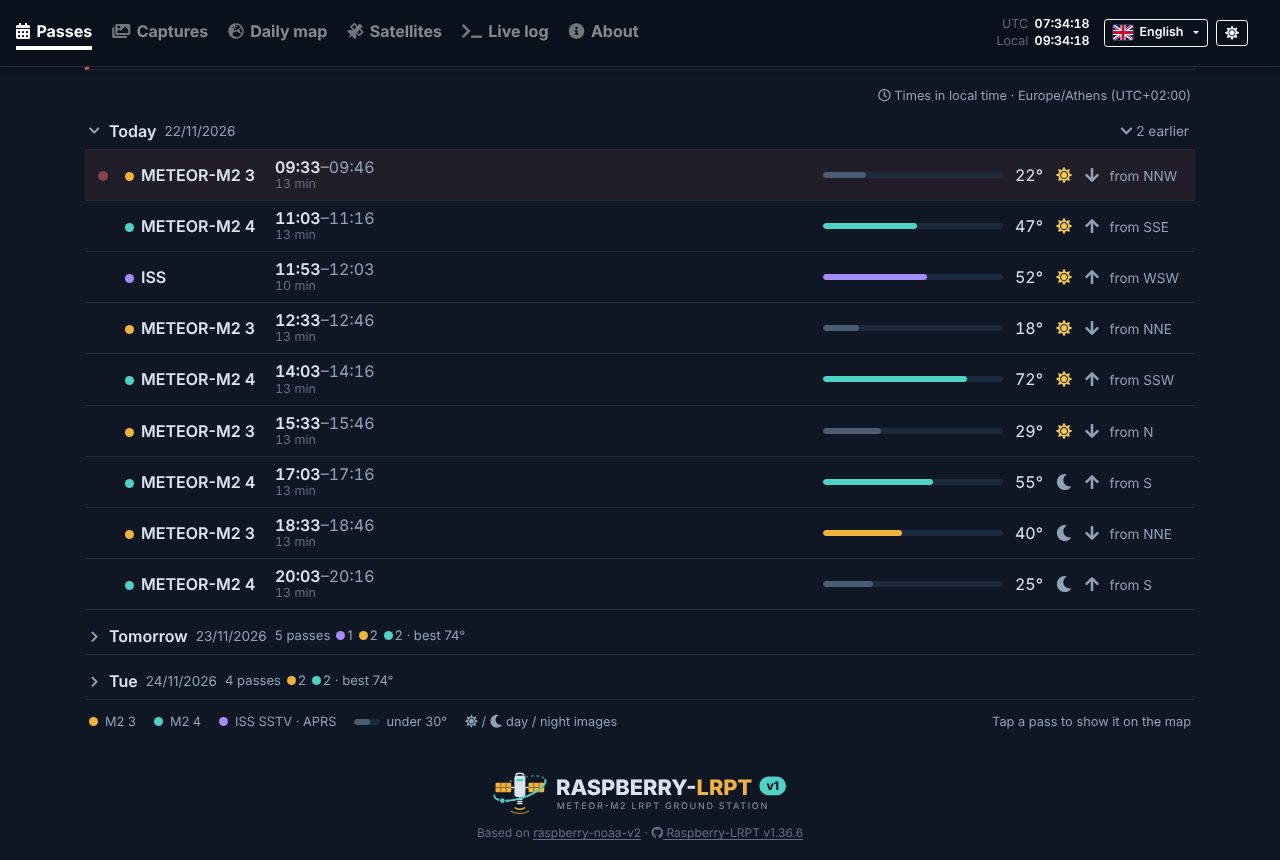 Passes Captures Daily map Satellites Live log About UTC 07:34:18 English
Local 09:34:18
Times in local time · Europe/Athens (UTC+02:00)
Today 22/11/2026 2 earlier
METEOR-M2 3 09:33–09:46 22° from NNW
13 min
METEOR-M2 4 11:03–11:16 47° from SSE
13 min
ISS 11:53–12:03 52° from WSW
10 min
METEOR-M2 3 12:33–12:46 18° from NNE
13 min
METEOR-M2 4 14:03–14:16 72° from SSW
13 min
METEOR-M2 3 15:33–15:46 29° from N
13 min
METEOR-M2 4 17:03–17:16 55° from S
13 min
METEOR-M2 3 18:33–18:46 40° from NNE
13 min
METEOR-M2 4 20:03–20:16 25° from S
13 min
Tomorrow 23/11/2026 5 passes 1 2 2 · best 74°
Tue 24/11/2026 4 passes 2 2 · best 74°
M2 3 M2 4 ISS SSTV · APRS under 30° / day / night images Tap a pass to show it on the map
RASPBERRY-LRPT v1
METEOR-M2 LRPT GROUND STATION
Based on raspberry-noaa-v2 · Raspberry-LRPT v1.36.6